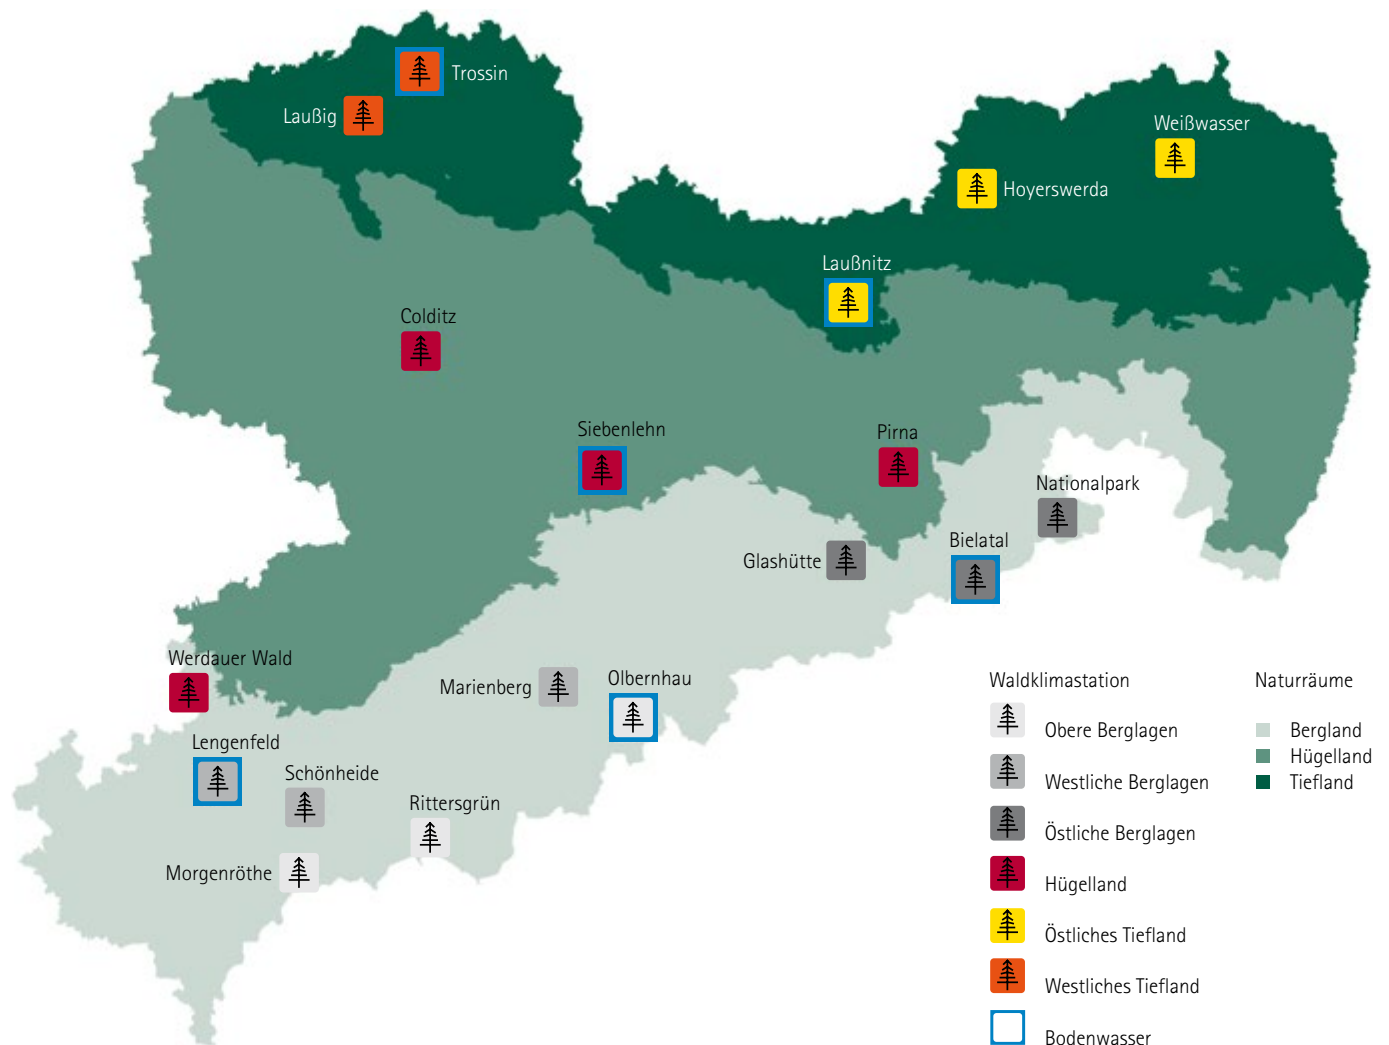 Trossin
Laußig
Weißwasser
Hoyerswerda
Laußnitz
Colditz
Siebenlehn
Pirna
Nationalpark
Bielatal
Glashütte
Werdauer Wald
Marienberg
Olbernhau
Lengenfeld
Schönheide
Rittersgrün
Morgenröthe
Waldklimastation
Obere Berglagen
Westliche Berglagen
Östliche Berglagen
Hügelland
Östliches Tiefland
Westliches Tiefland
Bodenwasser
Naturräume
Bergland
Hügelland
Tiefland